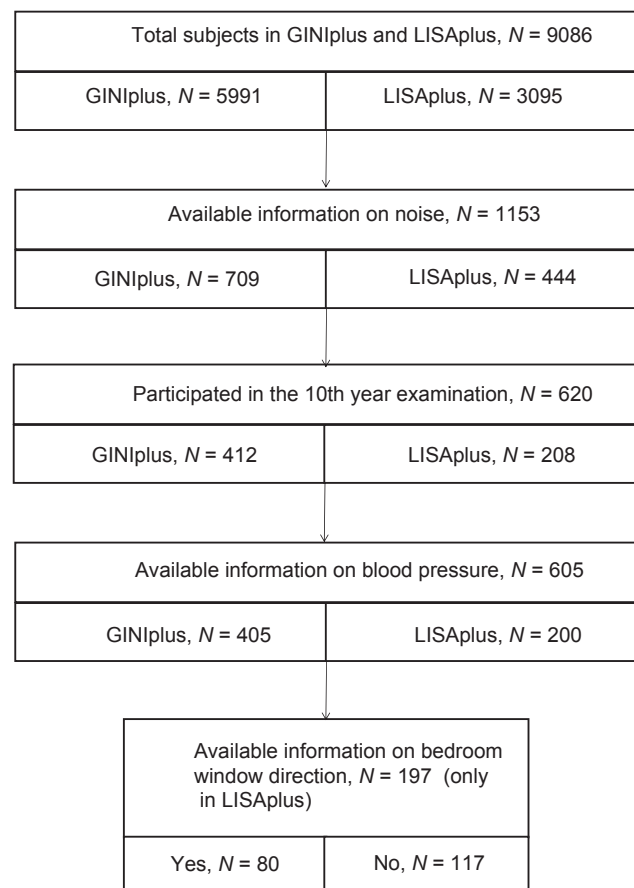 Total subjects in GINIplus and LISAplus, N = 9086
GINIplus, N = 5991
LISAplus, N = 3095
Available information on noise, N = 1153
GINIplus, N = 709
LISAplus, N = 444
Participated in the 10th year examination, N = 620
GINIplus, N = 412
LISAplus, N = 208
Available information on blood pressure, N = 605
GINIplus, N = 405
LISAplus, N = 200
Available information on bedroom
window direction, N = 197 (only
in LISAplus)
Yes, N = 80
No, N = 117